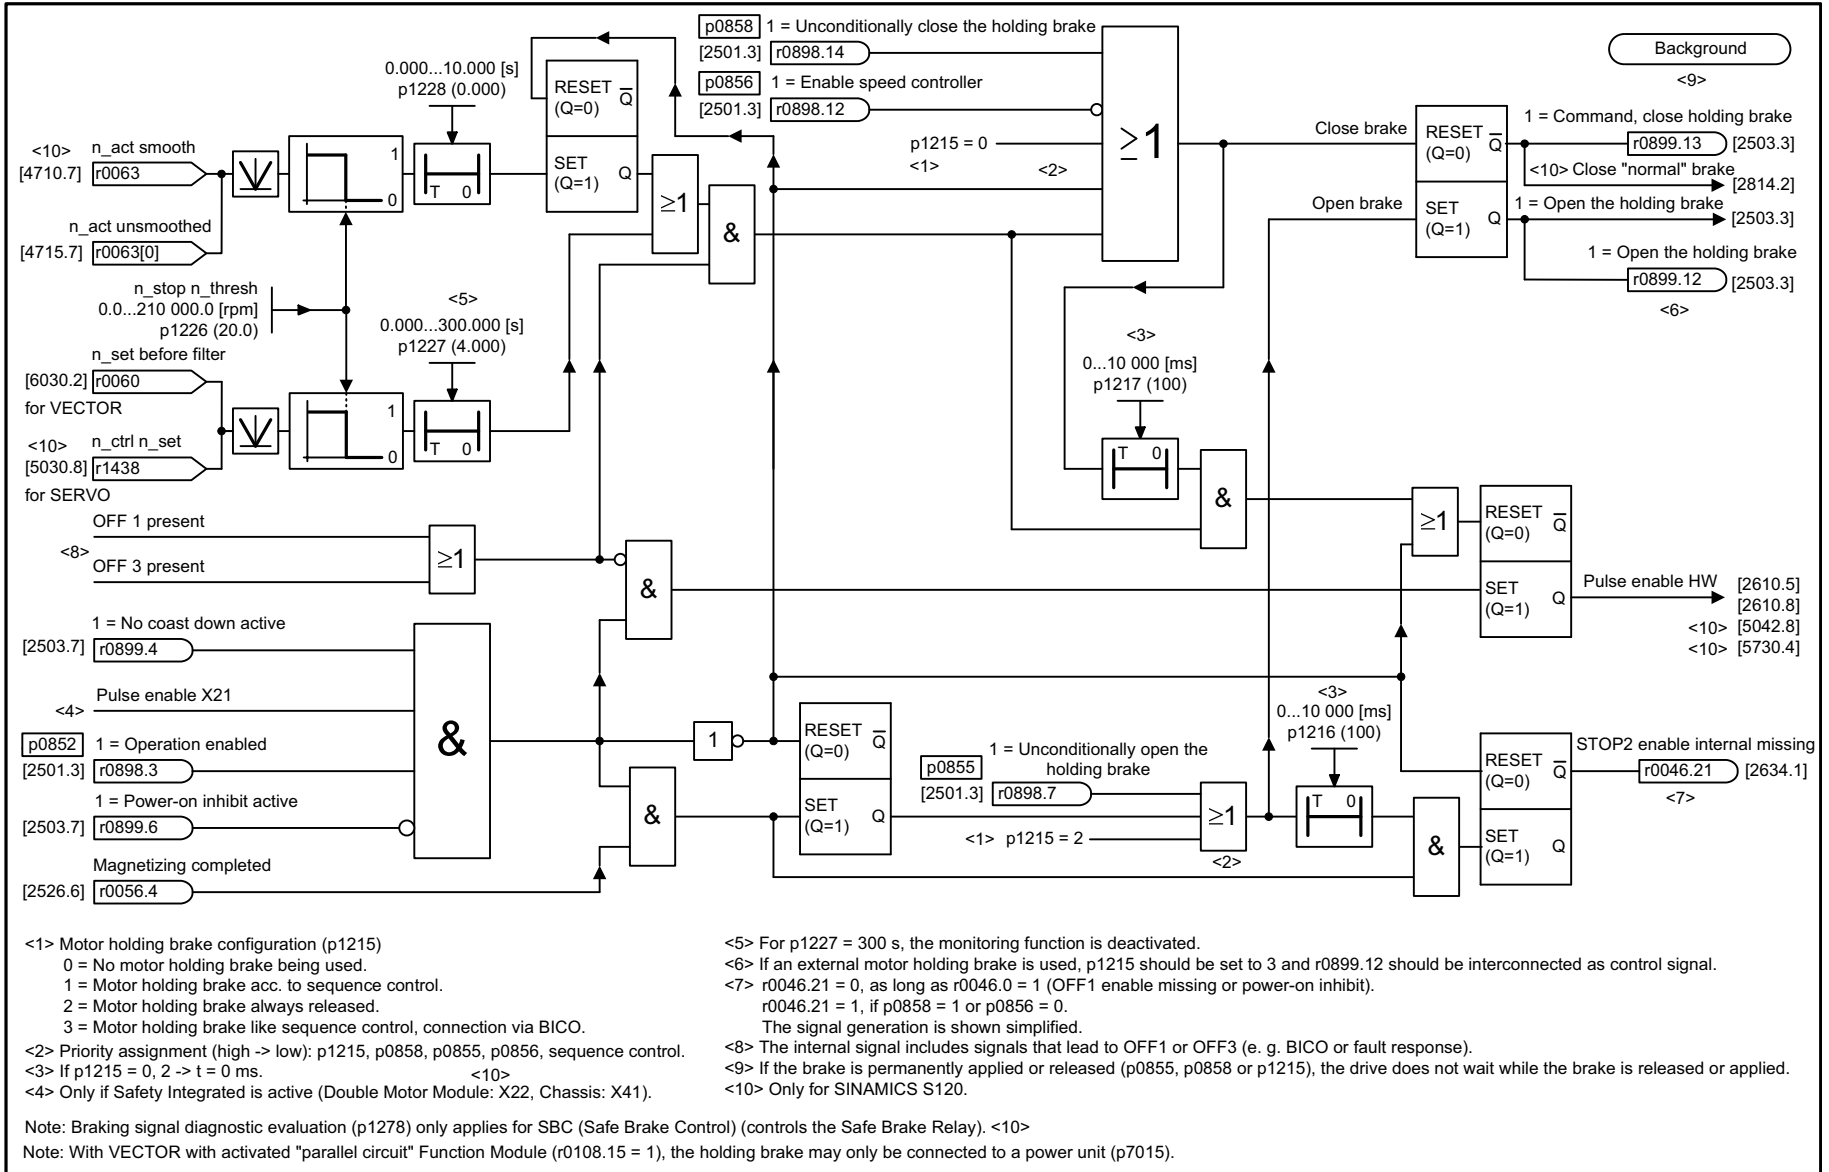 p0858 1 = Unconditionally close the holding brake
[2501.3] r0898.14
p0856 1 = Enable speed controller
[2501.3] r0898.12
p1215 = 0
<1> <2>
≥1
Background
<9>
0.000...10.000 [s]
p1228 (0.000)
RESET Q
(Q=0)
SET Q
(Q=1)
<10> n_act smooth
[4710.7] r0063
1
0
T 0
n_act unsmoothed
[4715.7] r0063[0]
≥1
&
n_stop n_thresh
0.0...210 000.0 [rpm]
p1226 (20.0)
<5>
0.000...300.000 [s]
p1227 (4.000)
n_set before filter
[6030.2] r0060
for VECTOR
<10> n_ctrl n_set
[5030.8] r1438
for SERVO
1
0
T 0
Close brake
RESET Q
(Q=0)
Open brake
SET Q
(Q=1)
1 = Command, close holding brake
r0899.13 [2503.3]
<10> Close "normal" brake
[2814.2]
1 = Open the holding brake
[2503.3]
1 = Open the holding brake
r0899.12 [2503.3]
<6>
<3>
0...10 000 [ms]
p1217 (100)
T 0
&
≥1
RESET Q
(Q=0)
SET Q
(Q=1)
Pulse enable HW
[2610.5]
[2610.8]
<10> [5042.8]
<10> [5730.4]
OFF 1 present
<8>
OFF 3 present
≥1
&
1 = No coast down active
[2503.7] r0899.4
Pulse enable X21
<4>
p0852 1 = Operation enabled
[2501.3] r0898.3
1 = Power-on inhibit active
[2503.7] r0899.6
Magnetizing completed
[2526.6] r0056.4
&
1
&
RESET Q
(Q=0)
SET Q
(Q=1)
p0855 1 = Unconditionally open the
holding brake
[2501.3] r0898.7
<1> p1215 = 2
≥1
<2>
<3>
0...10 000 [ms]
p1216 (100)
T 0
&
RESET Q
(Q=0)
SET Q
(Q=1)
STOP2 enable internal missing
r0046.21 [2634.1]
<7>
<1> Motor holding brake configuration (p1215)
0 = No motor holding brake being used.
1 = Motor holding brake acc. to sequence control.
2 = Motor holding brake always released.
3 = Motor holding brake like sequence control, connection via BICO.
<2> Priority assignment (high -> low): p1215, p0858, p0855, p0856, sequence control.
<3> If p1215 = 0, 2 -> t = 0 ms. <10>
<4> Only if Safety Integrated is active (Double Motor Module: X22, Chassis: X41).
<5> For p1227 = 300 s, the monitoring function is deactivated.
<6> If an external motor holding brake is used, p1215 should be set to 3 and r0899.12 should be interconnected as control signal.
<7> r0046.21 = 0, as long as r0046.0 = 1 (OFF1 enable missing or power-on inhibit).
r0046.21 = 1, if p0858 = 1 or p0856 = 0.
The signal generation is shown simplified.
<8> The internal signal includes signals that lead to OFF1 or OFF3 (e. g. BICO or fault response).
<9> If the brake is permanently applied or released (p0855, p0858 or p1215), the drive does not wait while the brake is released or applied.
<10> Only for SINAMICS S120.
Note: Braking signal diagnostic evaluation (p1278) only applies for SBC (Safe Brake Control) (controls the Safe Brake Relay). <10>
Note: With VECTOR with activated "parallel circuit" Function Module (r0108.15 = 1), the holding brake may only be connected to a power unit (p7015).